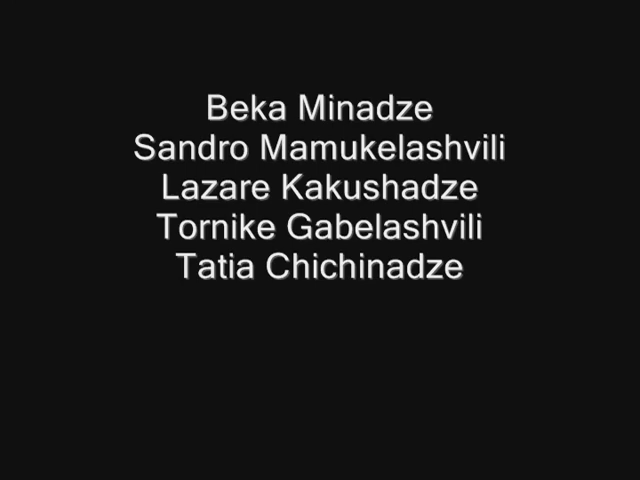 Beka Minadze
Sandro Mamukelashvili
Lazare Kakushadze
Tornike Gabelashvili
Tatia Chichinadze